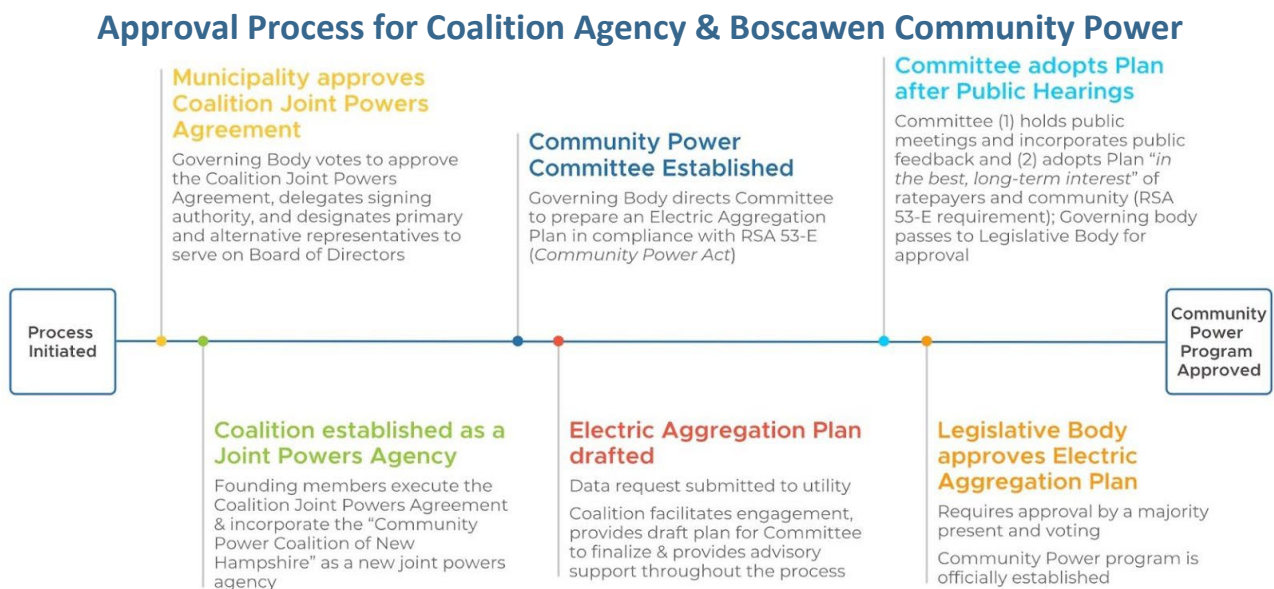 Approval Process for Coalition Agency & Boscawen Community Power
Municipality approves
Coalition Joint Powers
Agreement
Governing Body votes to approve
the Coalition Joint Powers
Agreement, delegates signing
authority, and designates primary
and alternative representatives to
serve on Board of Directors
Community Power
Committee Established
Governing Body directs Committee
to prepare an Electric Aggregation
Plan in compliance with RSA 53-E
(Community Power Act)
Committee adopts Plan
after Public Hearings
Committee (1) holds public
meetings and incorporates public
feedback and (2) adopts Plan “in
the best, long-term interest” of
ratepayers and community (RSA
53-E requirement); Governing body
passes to Legislative Body for
approval
Process
Initiated
Community
Power
Program
Approved
Coalition established as a
Joint Powers Agency
Founding members execute the
Coalition Joint Powers Agreement
& incorporate the “Community
Power Coalition of New
Hampshire” as a new joint powers
agency
Electric Aggregation Plan
drafted
Data request submitted to utility
Coalition facilitates engagement,
provides draft plan for Committee
to finalize & provides advisory
support throughout the process
Legislative Body
approves Electric
Aggregation Plan
Requires approval by a majority
present and voting
Community Power program is
officially established